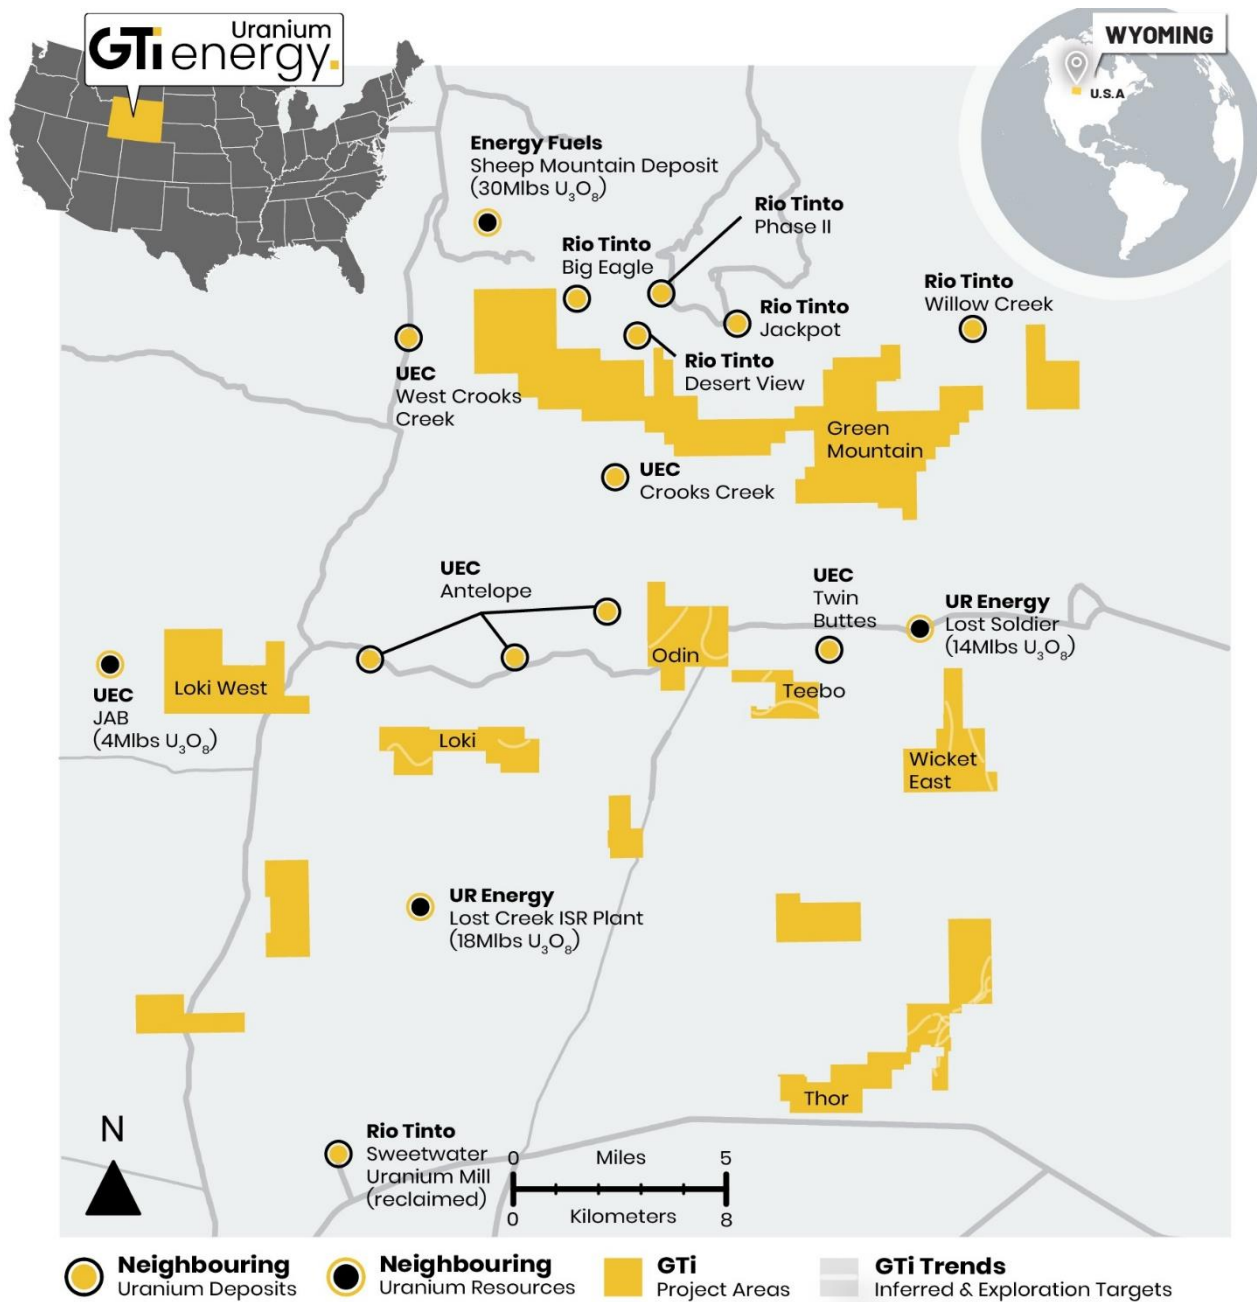 Uranium
GTi energy.
WYOMING
U.S.A
Energy Fuels
Sheep Mountain Deposit
(30Mlbs U₃O₈)
Rio Tinto
Phase II
Rio Tinto
Big Eagle
Rio Tinto
Jackpot
Rio Tinto
Willow Creek
Rio Tinto
Desert View
UEC
West Crooks
Creek
Green
Mountain
UEC
Crooks Creek
UEC
Antelope
UEC
Twin
Buttes
UR Energy
Lost Soldier
(14Mlbs U₃O₈)
Odin
Teebo
Loki West
UEC
JAB
(4Mlbs U₃O₈)
Loki
Wicket
East
UR Energy
Lost Creek ISR Plant
(18Mlbs U₃O₈)
Thor
N
Rio Tinto
Sweetwater
Uranium Mill
(reclaimed)
0 Miles 5
0 Kilometers 8
Neighbouring
Uranium Deposits
Neighbouring
Uranium Resources
GTi
Project Areas
GTi Trends
Inferred & Exploration Targets